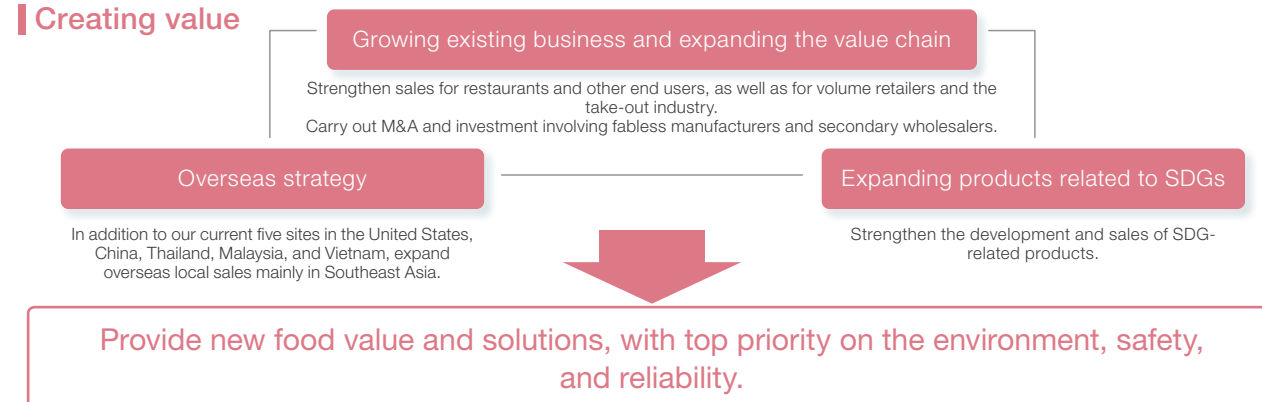 Creating value
Growing existing business and expanding the value chain
Strengthen sales for restaurants and other end users, as well as for volume retailers and the
take-out industry.
Carry out M&A and investment involving fabless manufacturers and secondary wholesalers.
Overseas strategy
In addition to our current five sites in the United States,
China, Thailand, Malaysia, and Vietnam, expand
overseas local sales mainly in Southeast Asia.
Expanding products related to SDGs
Strengthen the development and sales of SDG-
related products.
Provide new food value and solutions, with top priority on the environment, safety,
and reliability.